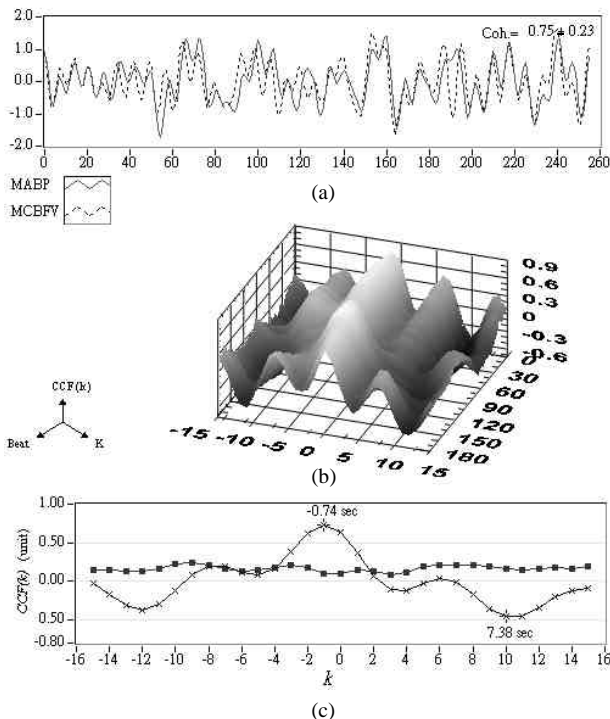 2.0
1.0
0.0
-1.0
-2.0
Coh.= 0.75 ± 0.23
0 20 40 60 80 100 120 140 160 180 200 220 240 260
(a)
MABP
MCBFV
0.9
0.6
0.3
0
-0.3
-0.6
0
30
60
90
120
150
180
-15 -10 -5 0 5 10 15
CCF(k)
Beat
K
(b)
CCF(k) (unit)
1.00
0.50
0.00
0.50
-0.80
-0.74 sec
7.38 sec
-16 -14 -12 -10 -8 -6 -4 -2 0 2 4 6 8 10 12 14 16
k
(c)